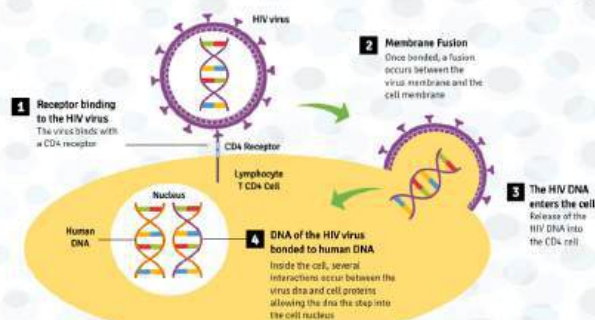 HIV virus
1 Receptor binding
to the HIV virus
The virus binds with
a CD4 receptor
2 Membrane Fusion
Once bonded, a fusion
occurs between the
virus membrane and the
cell membrane
CD4 Receptor
Lymphocyte
T CD4 Cell
3 The HIV DNA
enters the cell
Release of the
HIV DNA into
the CD4 cell
Nucleus
Human
DNA
4 DNA of the HIV virus
bonded to human DNA
Inside the cell, several
interactions occur between the
virus dna and cell proteins
allowing the dna the step into
the cell nucleus